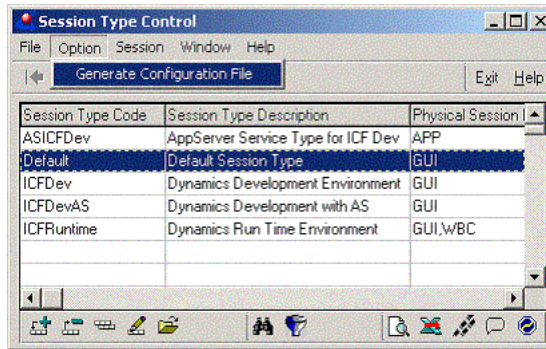 Session Type Control
File Option Session Window Help
Generate Configuration File
Exit Help
Session Type Code Session Type Description Physical Session
ASICFDev AppServer Service Type for ICF Dev APP
Default Default Session Type GUI
ICFDev Dynamics Development Environment GUI
ICFDevAS Dynamics Development with AS GUI
ICFRuntime Dynamics Run Time Environment GUI,WBC